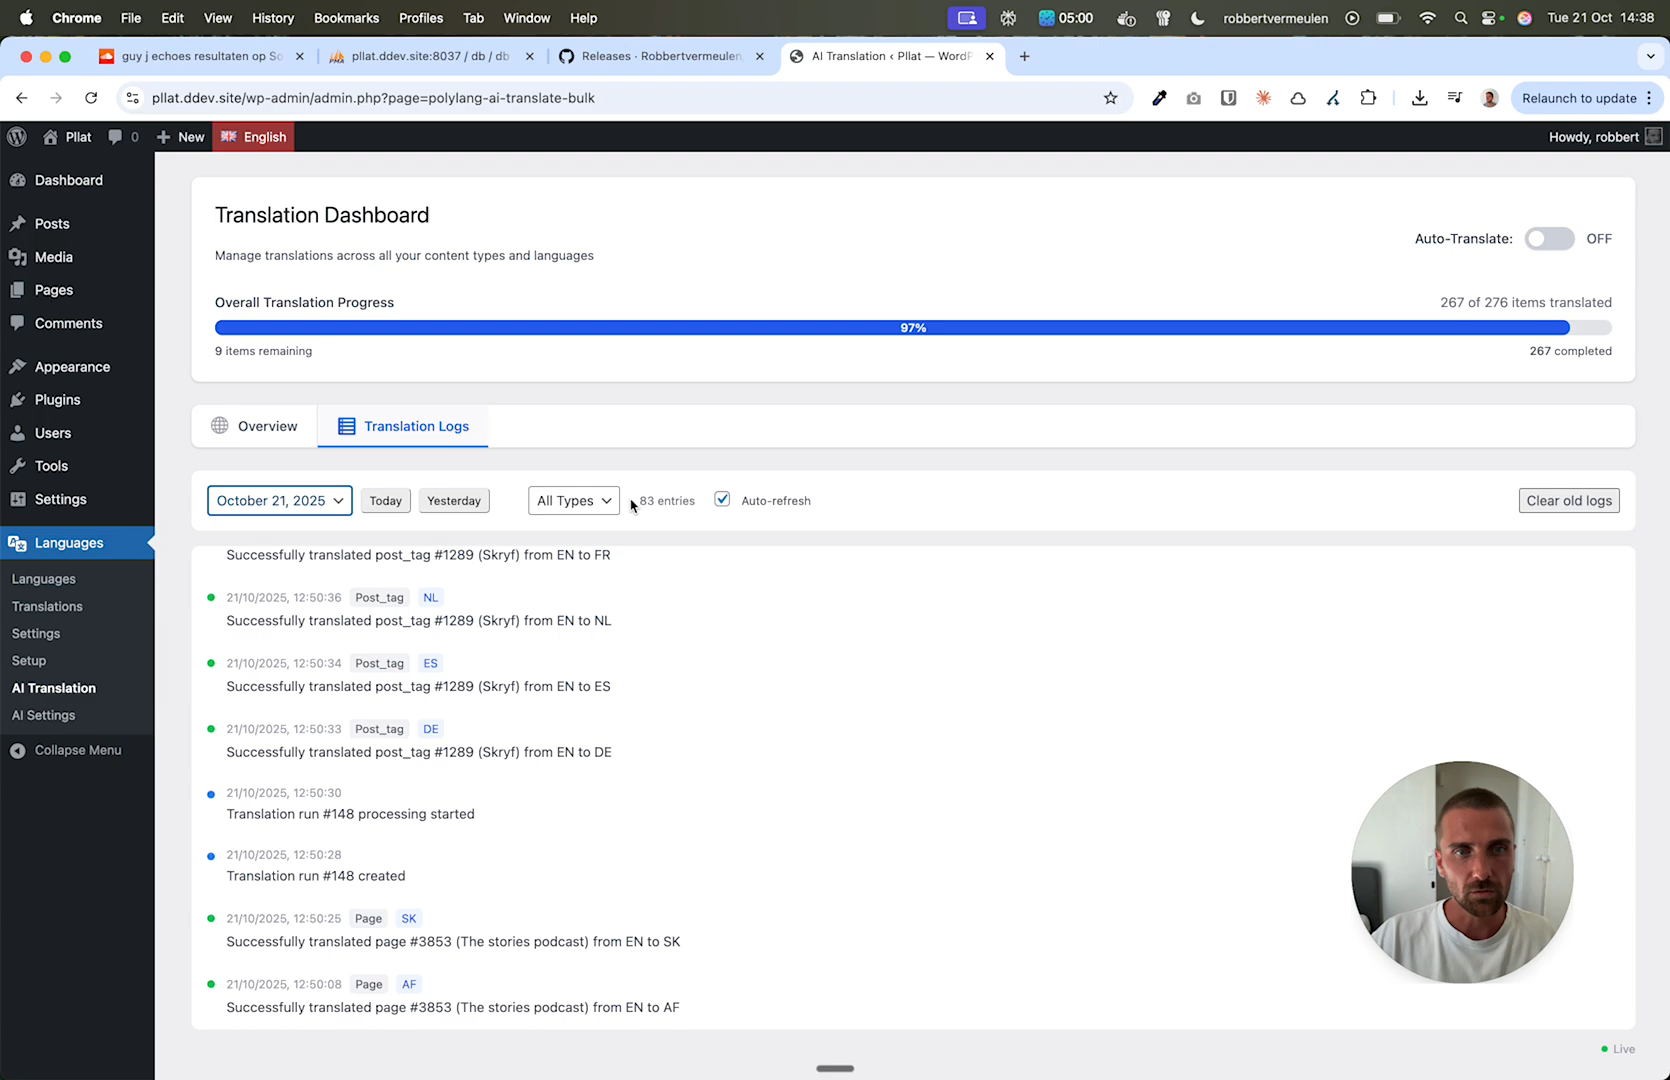 Chrome File Edit View History Bookmarks Profiles Tab Window Help 05:00 robbertvermeulen Tue 21 Oct 14:38
guy j echoes resultaten op So pllat.ddev.site:8037 / db / db Releases · Robbertvermeulen AI Translation ‹ Pllat — WordP
pllat.ddev.site/wp-admin/admin.php?page=polylang-ai-translate-bulk Relaunch to update
Pllat 0 New English Howdy, robbert
Dashboard
Posts
Media
Pages
Comments
Appearance
Plugins
Users
Tools
Settings
Languages
Languages
Translations
Settings
Setup
AI Translation
AI Settings
Collapse Menu
Translation Dashboard
Manage translations across all your content types and languages
Auto-Translate: OFF
Overall Translation Progress 267 of 276 items translated
97%
9 items remaining 267 completed
Overview Translation Logs
October 21, 2025 Today Yesterday All Types 83 entries Auto-refresh Clear old logs
Successfully translated post_tag #1289 (Skryf) from EN to FR
21/10/2025, 12:50:36 Post_tag NL
Successfully translated post_tag #1289 (Skryf) from EN to NL
21/10/2025, 12:50:34 Post_tag ES
Successfully translated post_tag #1289 (Skryf) from EN to ES
21/10/2025, 12:50:33 Post_tag DE
Successfully translated post_tag #1289 (Skryf) from EN to DE
21/10/2025, 12:50:30
Translation run #148 processing started
21/10/2025, 12:50:28
Translation run #148 created
21/10/2025, 12:50:25 Page SK
Successfully translated page #3853 (The stories podcast) from EN to SK
21/10/2025, 12:50:08 Page AF
Successfully translated page #3853 (The stories podcast) from EN to AF
Live